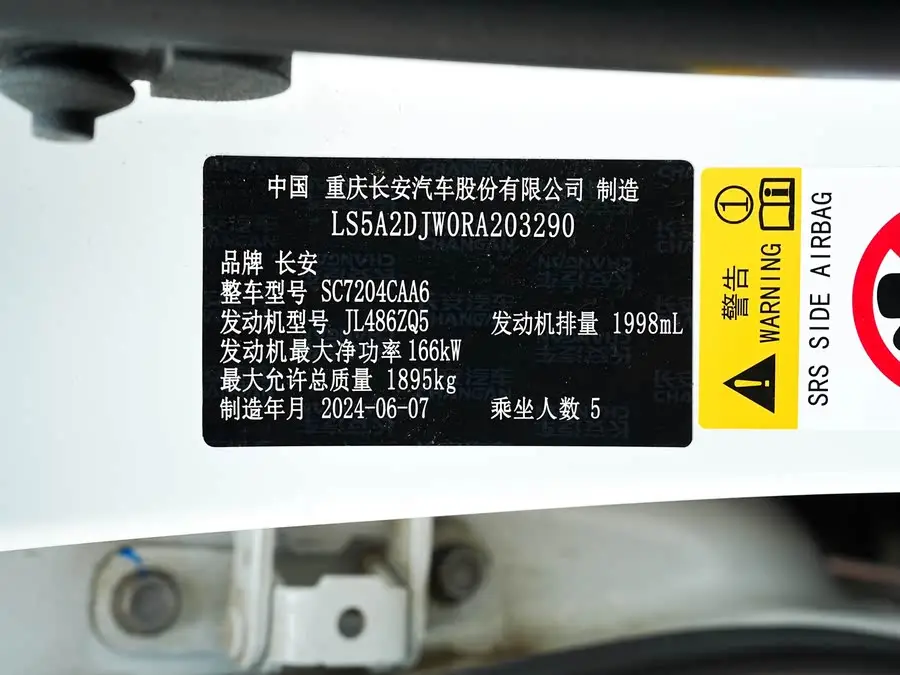 中国 重庆长安汽车股份有限公司 制造
LS5A2DJW0RA203290
品牌 长安
整车型号 SC7204CAA6
发动机型号 JL486ZQ5 发动机排量 1998mL
发动机最大净功率 166kW
最大允许总质量 1895kg
制造年月 2024-06-07 乘坐人数 5
①
警告
WARNING
SRS SIDE AIRBAG